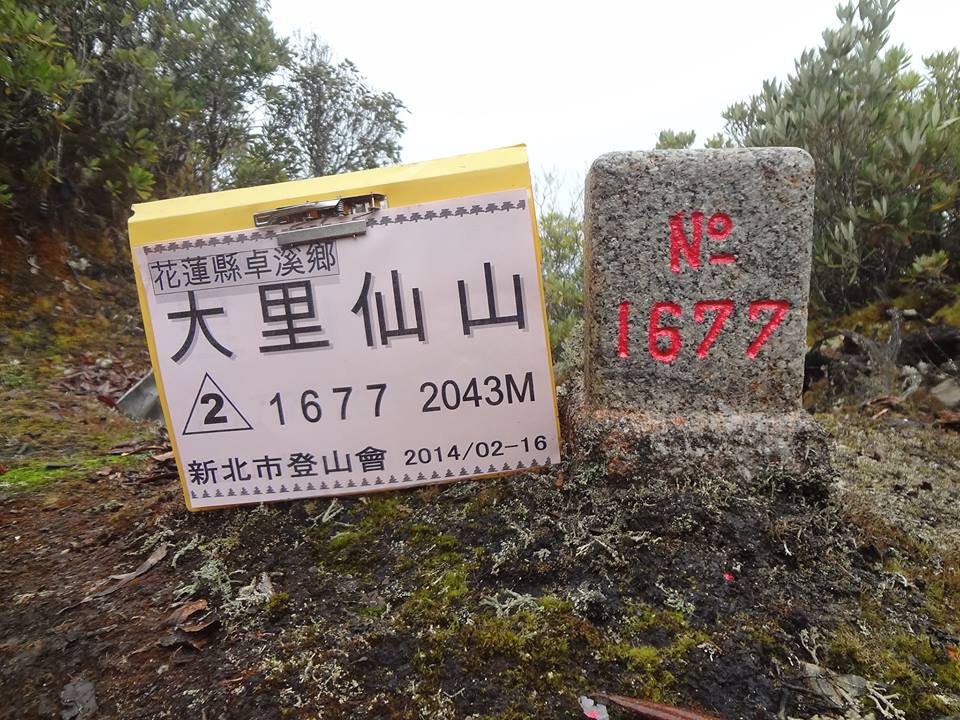 花蓮縣卓溪鄉
大里仙山
2 1677 2043M
新北市登山會 2014/02-16
Nº
1677